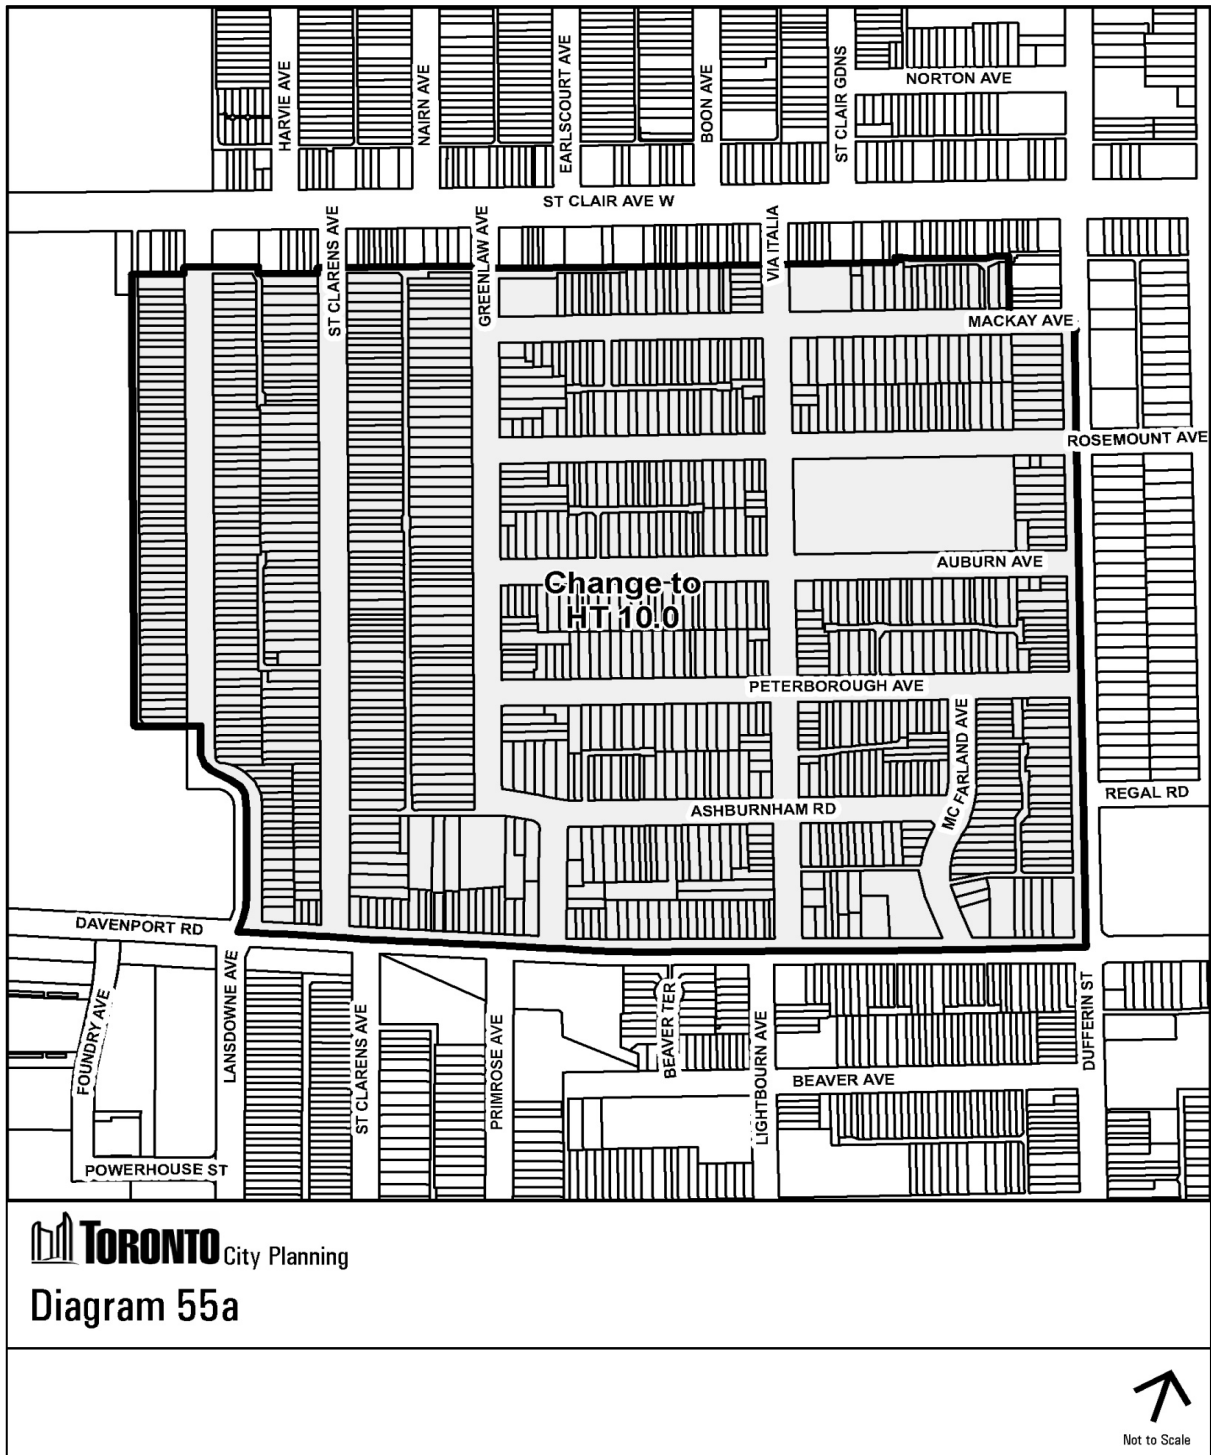 NORTON AVE
HARVIE AVE
NAIRN AVE
EARLSCOURT AVE
BOON AVE
ST CLAIR GDNS
ST CLAIR AVE W
ST CLARENS AVE
GREENLAW AVE
VIA ITALIA
MACKAY AVE
ROSEMOUNT AVE
AUBURN AVE
Change to
HT 10.0
PETERBOROUGH AVE
MC FARLAND AVE
REGAL RD
ASHBURNHAM RD
DAVENPORT RD
FOUNDRY AVE
LANSDOWNE AVE
ST CLARENS AVE
PRIMROSE AVE
BEAVER TER
LIGHTBOURN AVE
DUFFERIN ST
BEAVER AVE
POWERHOUSE ST
TORONTO City Planning
Diagram 55a
Not to Scale